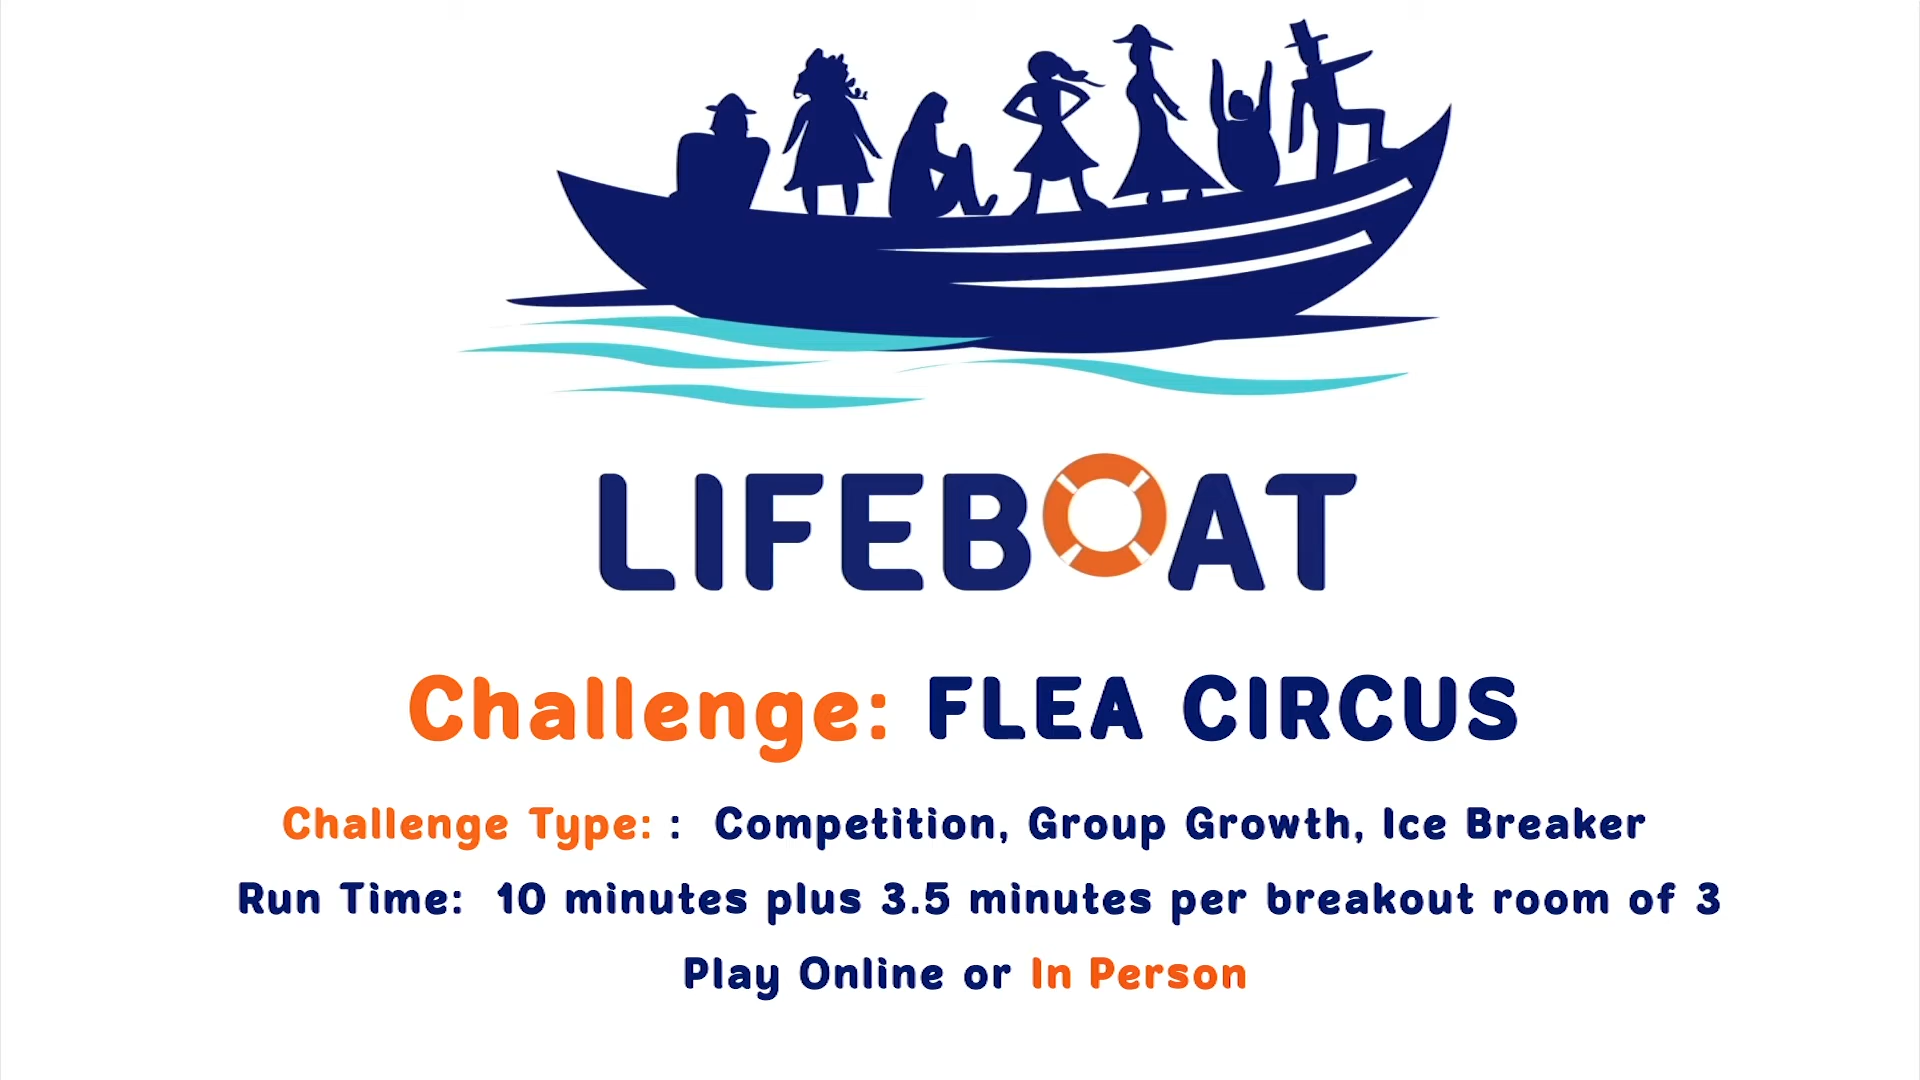 LIFEBOAT
Challenge: FLEA CIRCUS
Challenge Type: : Competition, Group Growth, Ice Breaker
Run Time: 10 minutes plus 3.5 minutes per breakout room of 3
Play Online or In Person